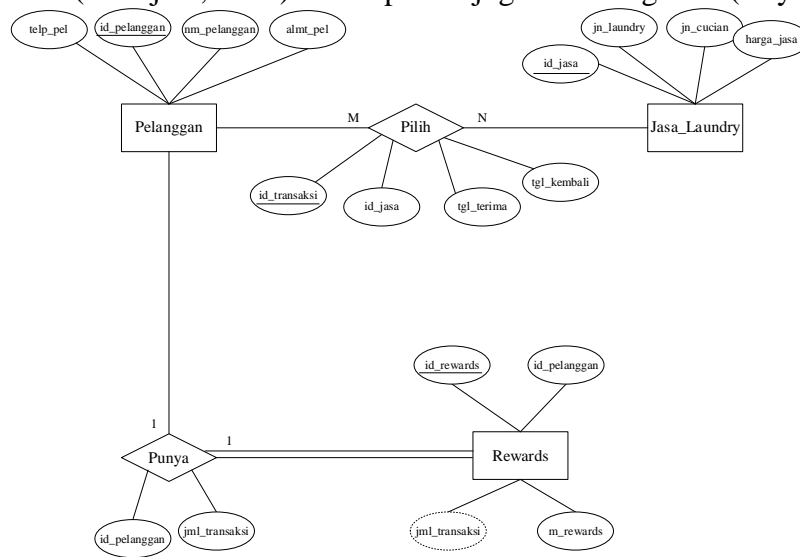 telp_pel
id_pelanggan
nm_pelanggan
almt_pel
jn_laundry
jn_cucian
harga_jasa
id_jasa
Pelanggan
M
Pilih
N
Jasa_Laundry
id_transaksi
id_jasa
tgl_terima
tgl_kembali
id_rewards
id_pelanggan
1
1
Punya
Rewards
id_pelanggan
jml_transaksi
jml_transaksi
m_rewards